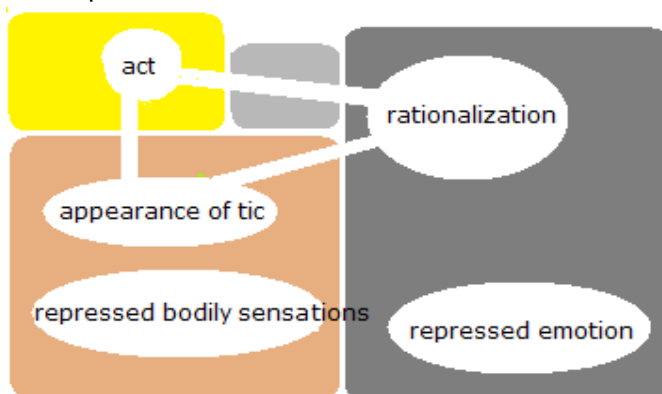 act
rationalization
appearance of tic
repressed bodily sensations
repressed emotion